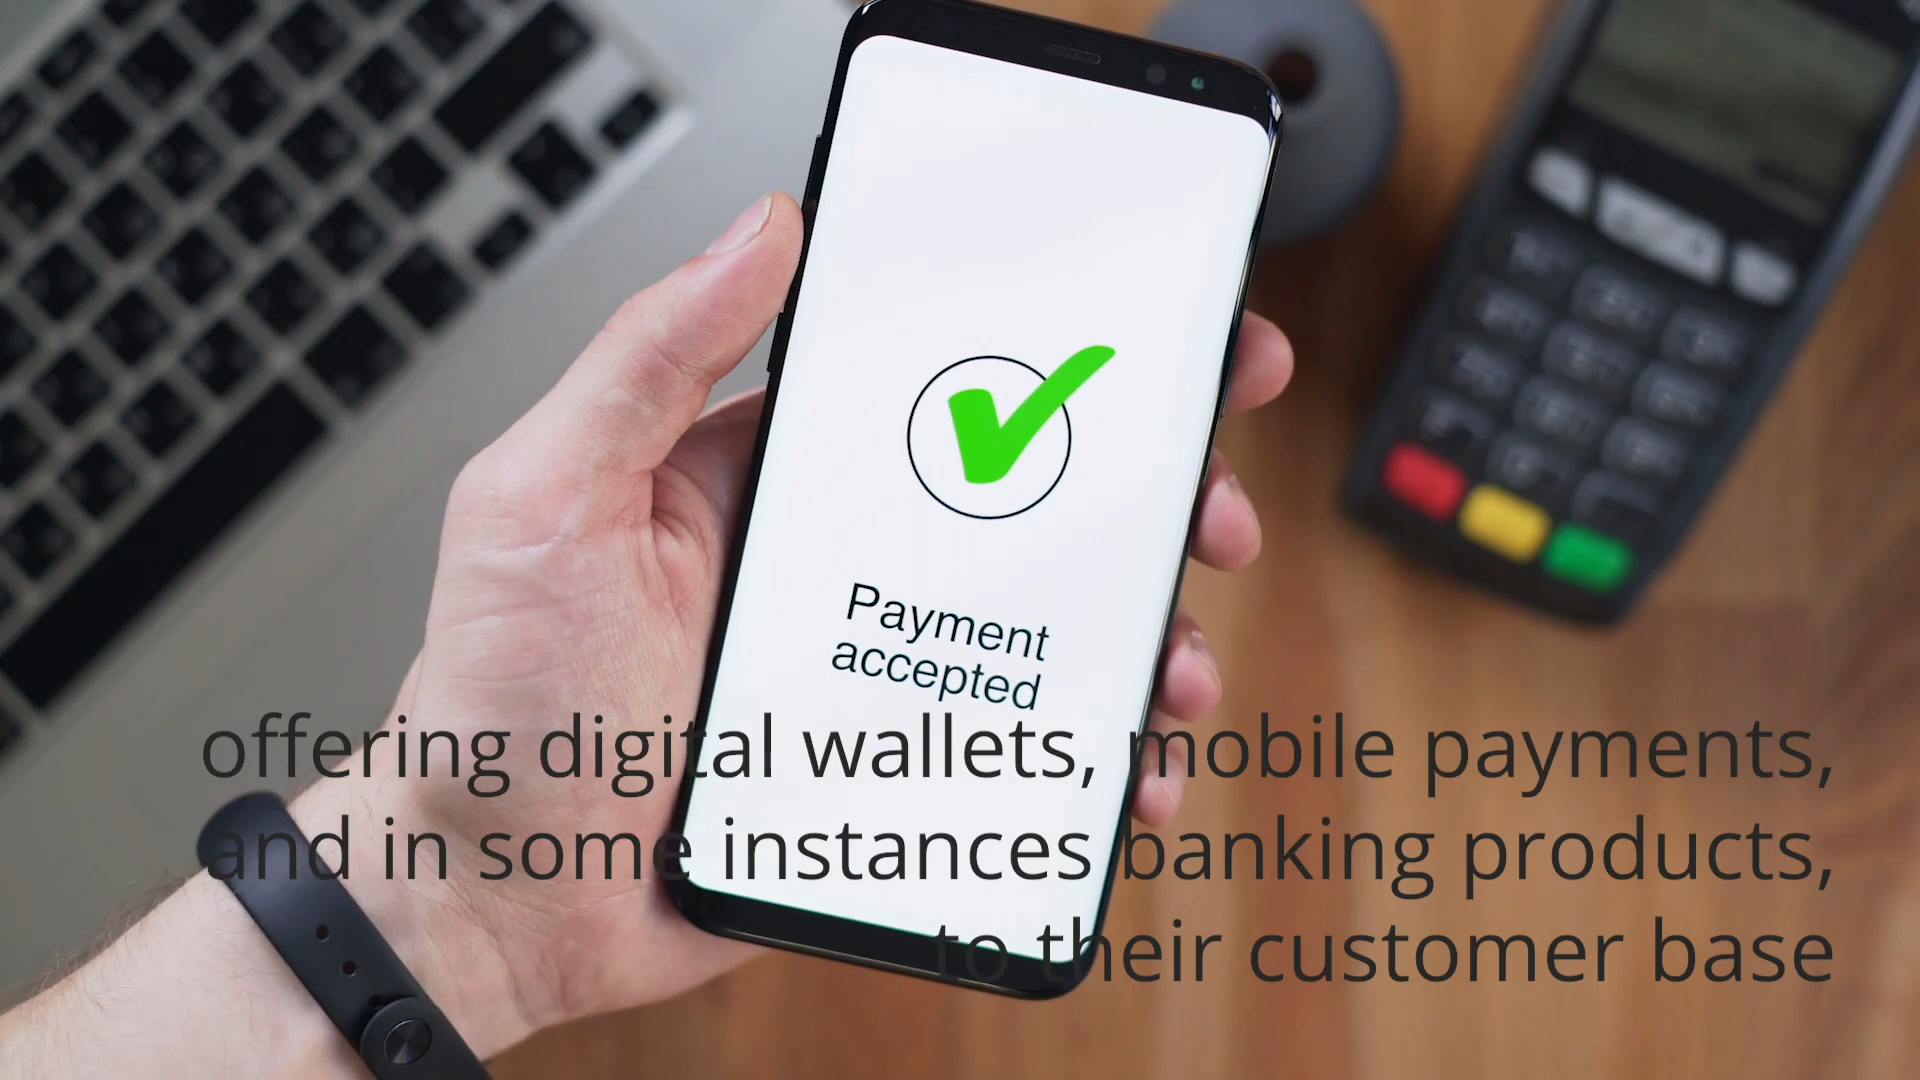 Payment
accepted
offering digital wallets, mobile payments,
and in some instances banking products,
to their customer base